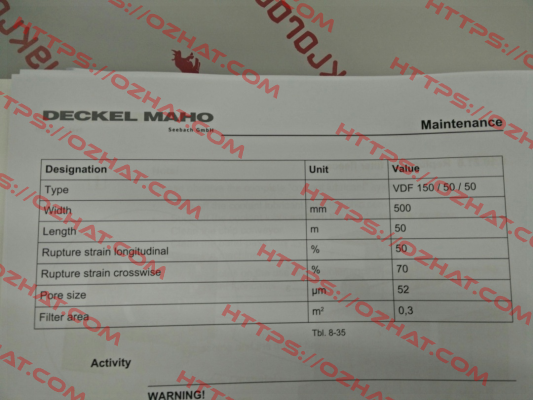 DECKEL MAHO
Seebach GmbH
Maintenance
Designation Unit Value
Type VDF 150 / 50 / 50
Width mm 500
Length m 50
Rupture strain longitudinal % 50
Rupture strain crosswise % 70
Pore size µm 52
Filter area m² 0,3
Tbl. 8-35
Activity
WARNING!
HTTPS://OZHAT.COM